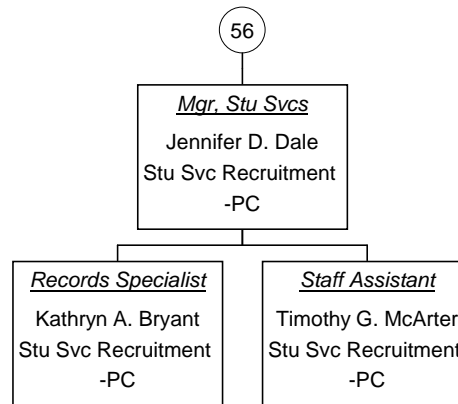 56
Mgr, Stu Svcs
Jennifer D. Dale
Stu Svc Recruitment
-PC
Records Specialist
Kathryn A. Bryant
Stu Svc Recruitment
-PC
Staff Assistant
Timothy G. McArter
Stu Svc Recruitment
-PC